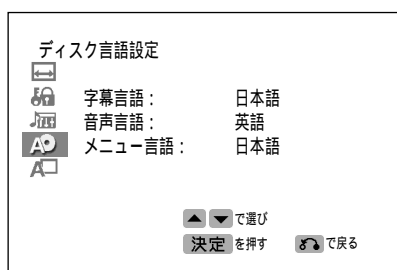 ディスク言語設定
字幕言語： 日本語
音声言語： 英語
メニュー言語： 日本語
▲ ▼ で選び
決定 を押す で戻る